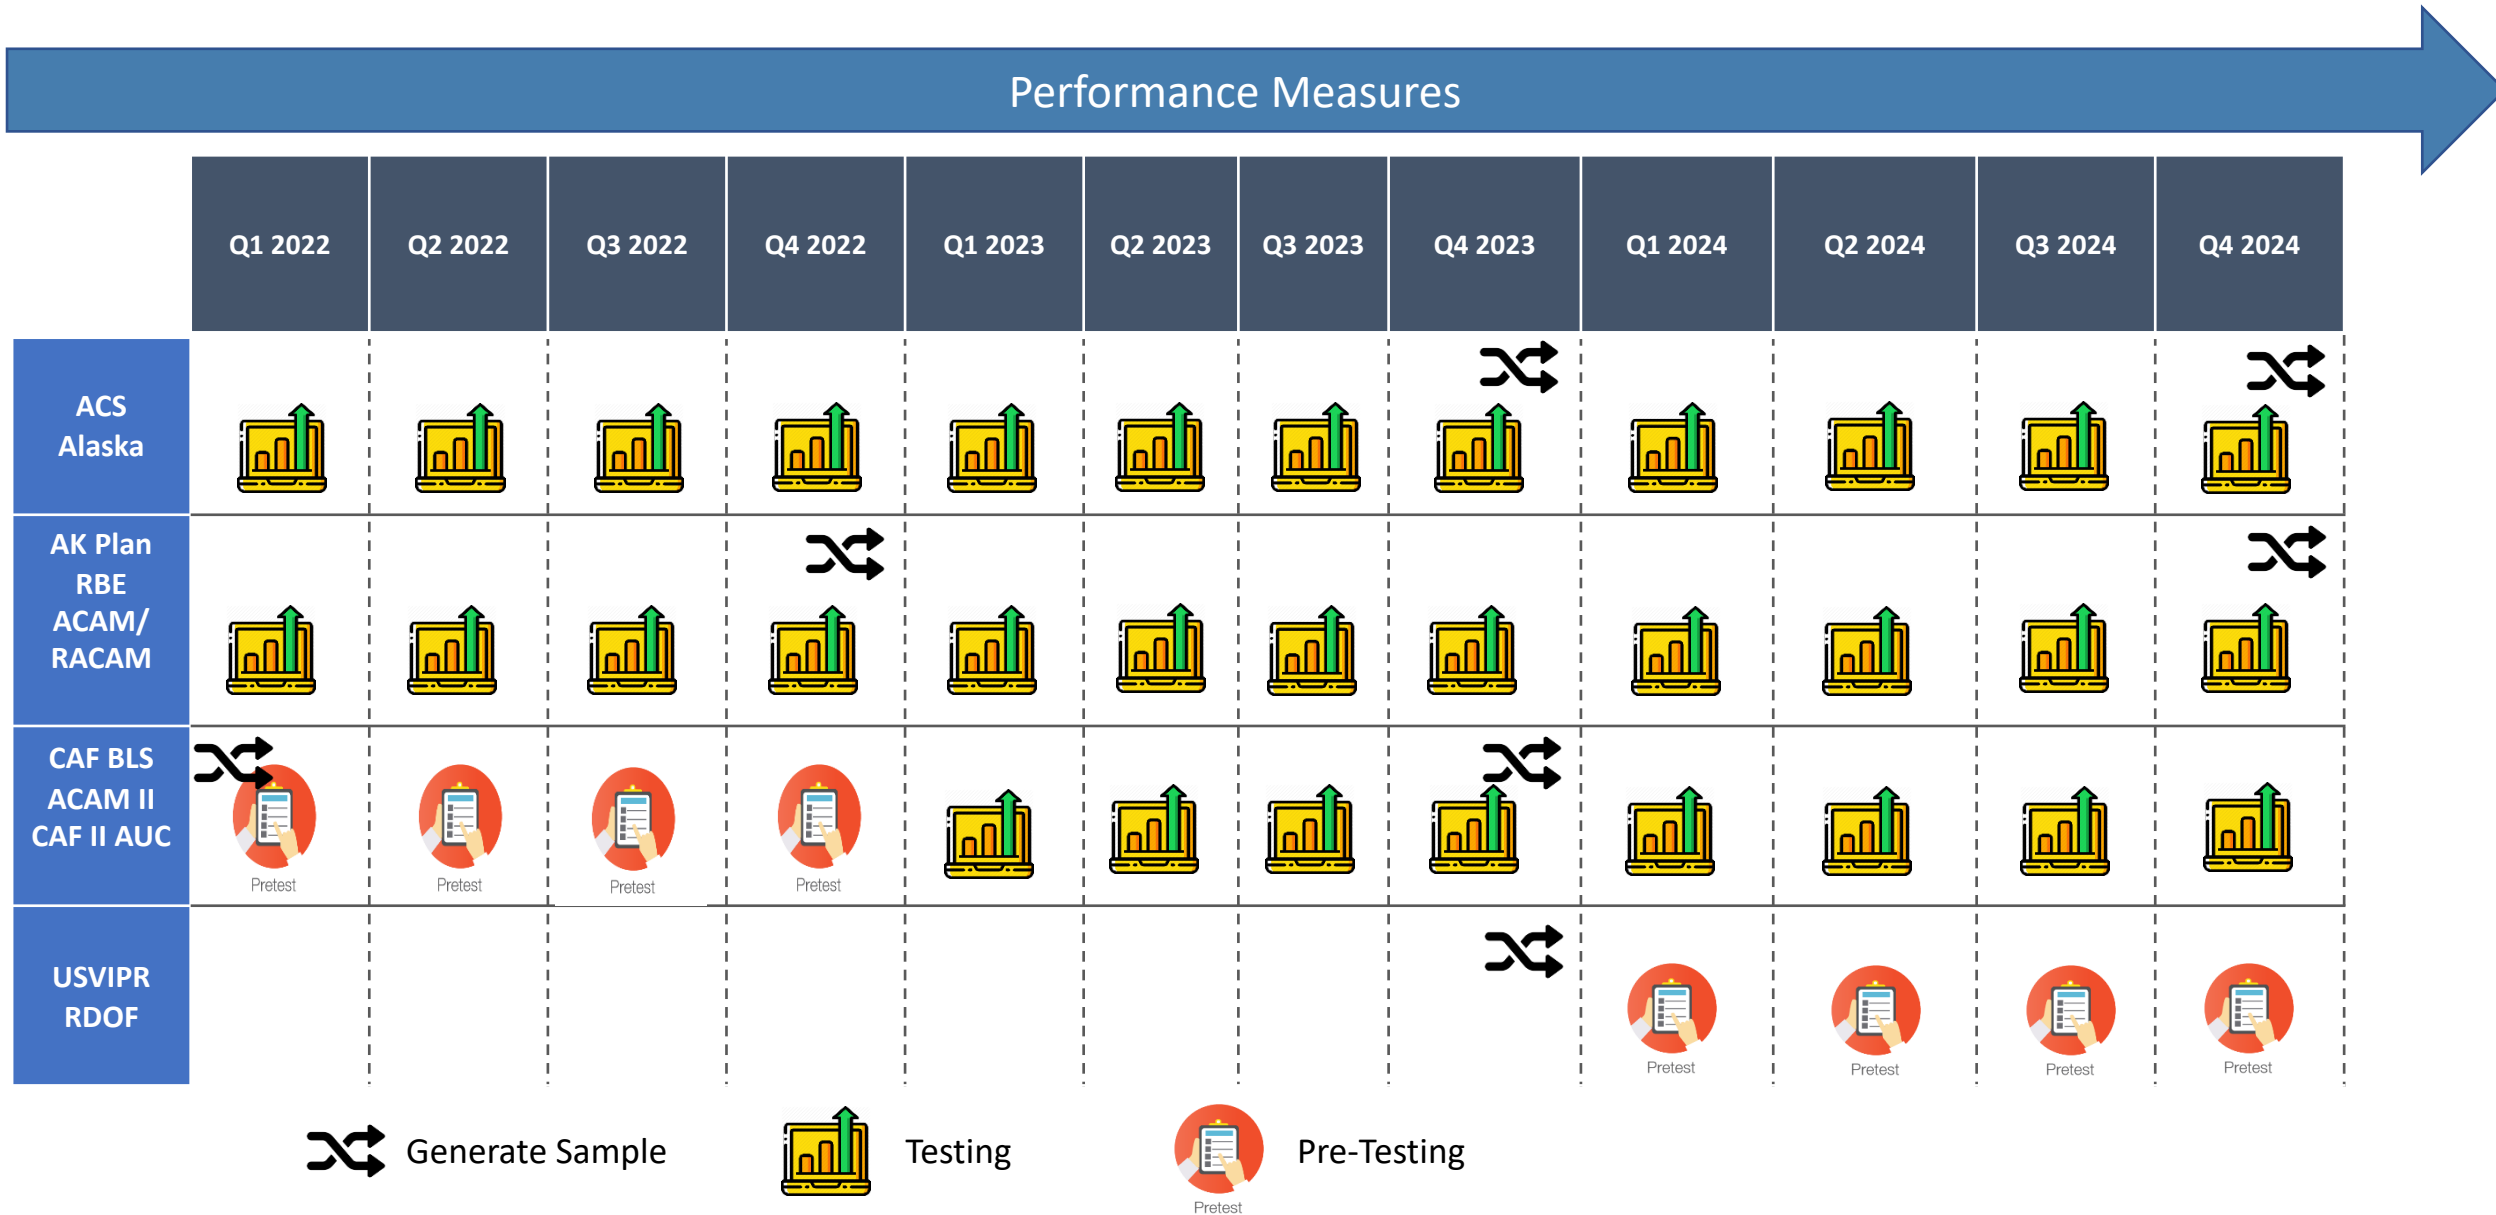 Performance Measures
Q1 2022
Q2 2022
Q3 2022
Q4 2022
Q1 2023
Q2 2023
Q3 2023
Q4 2023
Q1 2024
Q2 2024
Q3 2024
Q4 2024
ACS
Alaska
AK Plan
RBE
ACAM/
RACAM
CAF BLS
ACAM II
CAF II AUC
Pretest
Pretest
Pretest
Pretest
USVIPR
RDOF
Pretest
Pretest
Pretest
Pretest
Generate Sample
Testing
Pre-Testing
Pretest